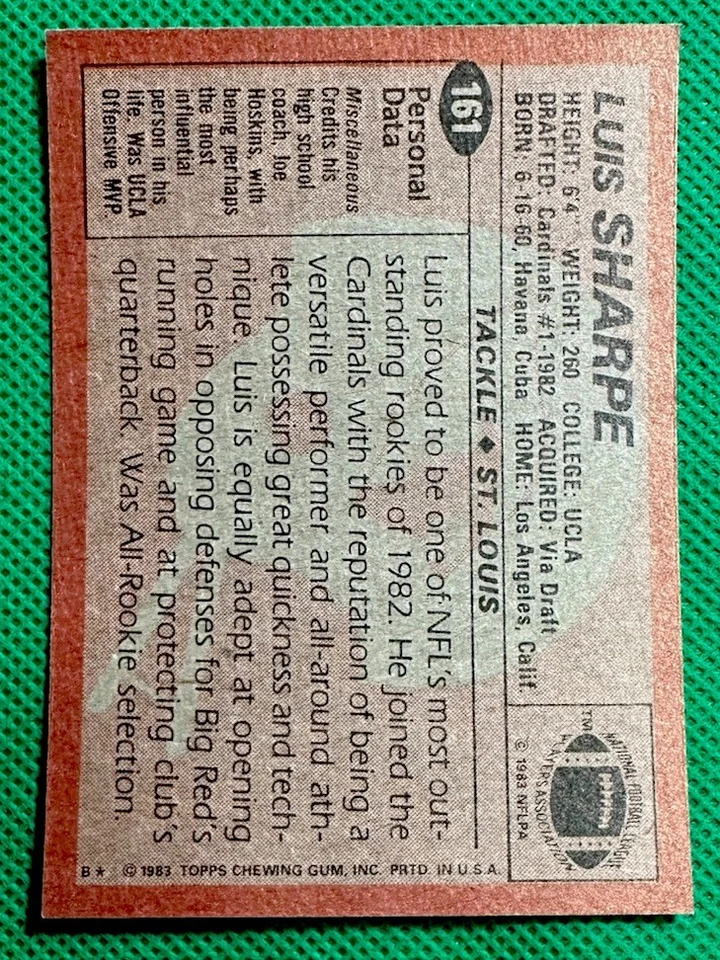 LUIS SHARPE
HEIGHT: 6'4" WEIGHT: 260 COLLEGE: UCLA
DRAFTED: Cardinals #1-1982 ACQUIRED: Via Draft
BORN: 6-16-60, Havana, Cuba HOME: Los Angeles, Calif.
TM
NATIONAL FOOTBALL LEAGUE
PLAYERS ASSOCIATION
© 1983 NFLPA
161
TACKLE ♦ ST. LOUIS
Personal
Data
Miscellaneous
Credits his
high school
coach, Joe
Hoskins, with
being perhaps
the most
influential
person in his
life. Was UCLA
Offensive MVP.
Luis proved to be one of NFL's most out-
standing rookies of 1982. He joined the
Cardinals with the reputation of being a
versatile performer and all-around ath-
lete possessing great quickness and tech-
nique. Luis is equally adept at opening
holes in opposing defenses for Big Red's
running game and at protecting club's
quarterback. Was All-Rookie selection.
B* © 1983 TOPPS CHEWING GUM, INC. PRTD. IN U.S.A.